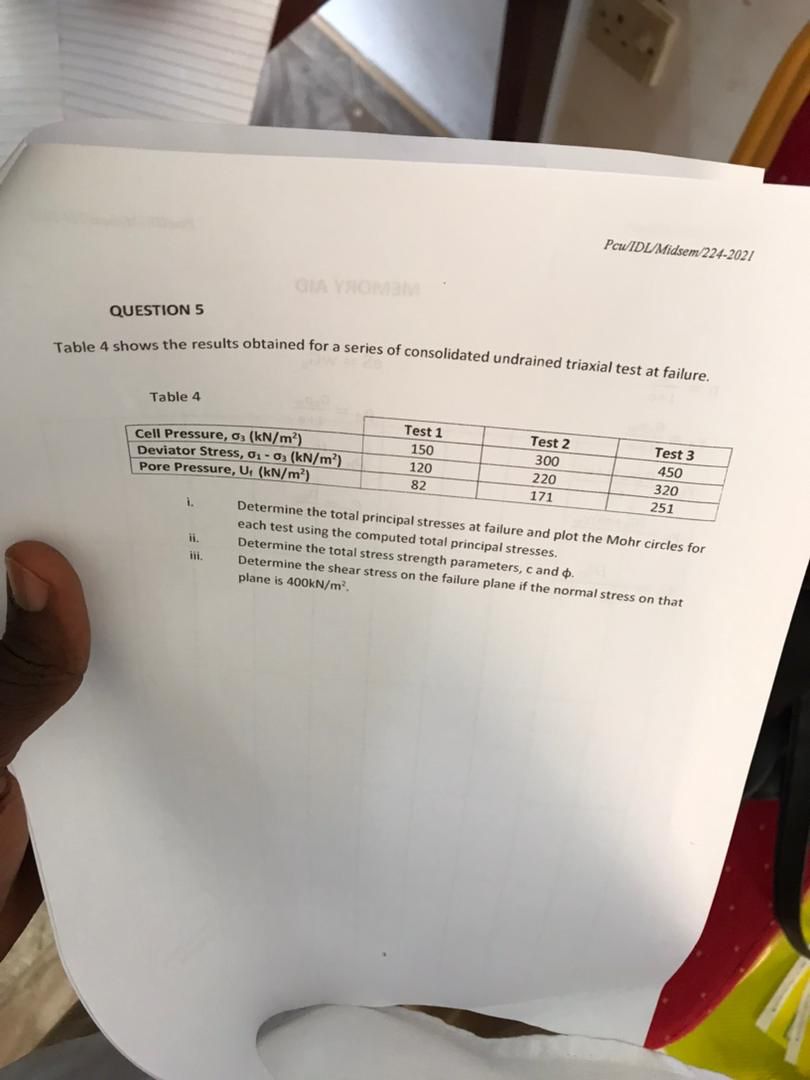 Pcw/IDL/Midsem/224-2021
MEMORY AID
QUESTION 5
Table 4 shows the results obtained for a series of consolidated undrained triaxial test at failure.
Table 4
Test 1 Test 2 Test 3
Cell Pressure, σ₃ (kN/m²) 150 300 450
Deviator Stress, σ₁ - σ₃ (kN/m²) 120 220 320
Pore Pressure, Uf (kN/m²) 82 171 251
i. Determine the total principal stresses at failure and plot the Mohr circles for
each test using the computed total principal stresses.
ii. Determine the total stress strength parameters, c and ϕ.
iii. Determine the shear stress on the failure plane if the normal stress on that
plane is 400kN/m².